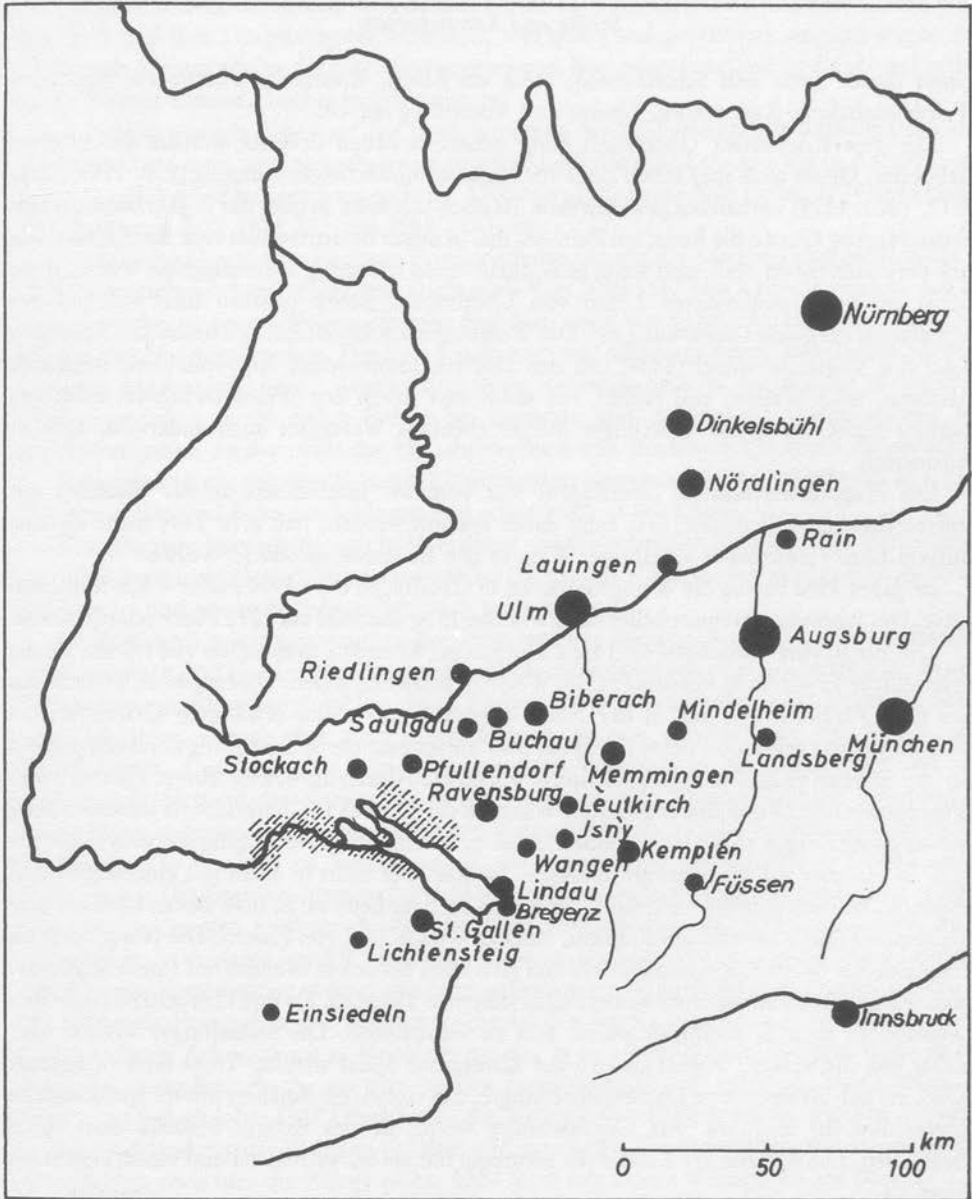 Nürnberg
Dinkelsbühl
Nördlingen
Rain
Lauingen
Ulm
Augsburg
Riedlingen
Biberach
Mindelheim
Saulgau
Buchau
München
Landsberg
Stockach
Pfullendorf
Memmingen
Ravensburg
Leutkirch
Jsny
Wangen
Kempten
Lindau
Füssen
Bregenz
St.Gallen
Lichtensteig
Einsiedeln
Innsbruck
km
0 50 100